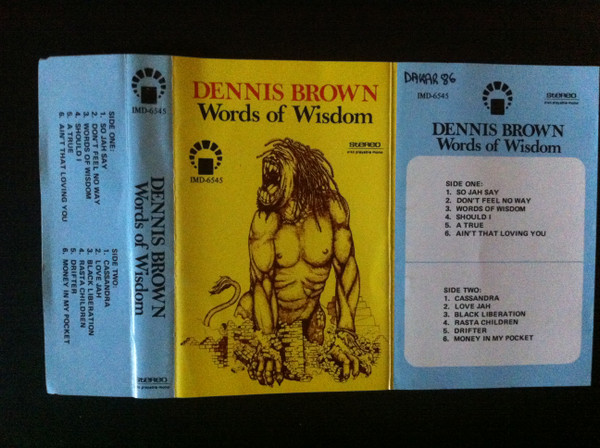 SIDE ONE:
1. SO JAH SAY
2. DON'T FEEL NO WAY
3. WORDS OF WISDOM
4. SHOULD I
5. A TRUE
6. AIN'T THAT LOVING YOU
SIDE TWO:
1. CASSANDRA
2. LOVE JAH
3. BLACK LIBERATION
4. RASTA CHILDREN
5. DRIFTER
6. MONEY IN MY POCKET
IMD-6545
DENNIS BROWN
Words of Wisdom
STEREO
DENNIS BROWN
Words of Wisdom
IMD-6545
STEREO
also playable mono
DAKAR 86
IMD-6545
STEREO
also playable mono
DENNIS BROWN
Words of Wisdom
SIDE ONE:
1. SO JAH SAY
2. DON'T FEEL NO WAY
3. WORDS OF WISDOM
4. SHOULD I
5. A TRUE
6. AIN'T THAT LOVING YOU
SIDE TWO:
1. CASSANDRA
2. LOVE JAH
3. BLACK LIBERATION
4. RASTA CHILDREN
5. DRIFTER
6. MONEY IN MY POCKET